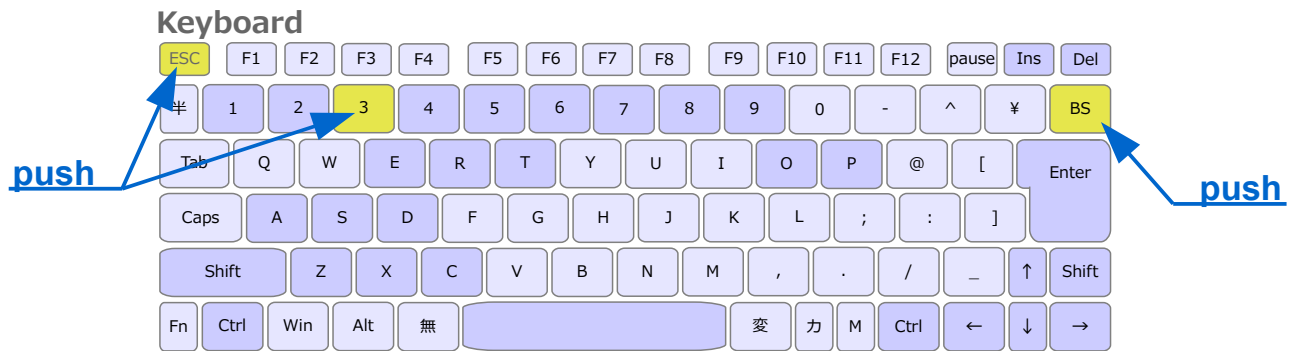 Keyboard
ESC F1 F2 F3 F4 F5 F6 F7 F8 F9 F10 F11 F12 pause Ins Del
半 1 2 3 4 5 6 7 8 9 0 - ^ ¥ BS
Tab Q W E R T Y U I O P @ [ Enter
push push
Caps A S D F G H J K L ; : ]
Shift Z X C V B N M , . / _ ↑ Shift
Fn Ctrl Win Alt 無 変 カ M Ctrl ← ↓ →